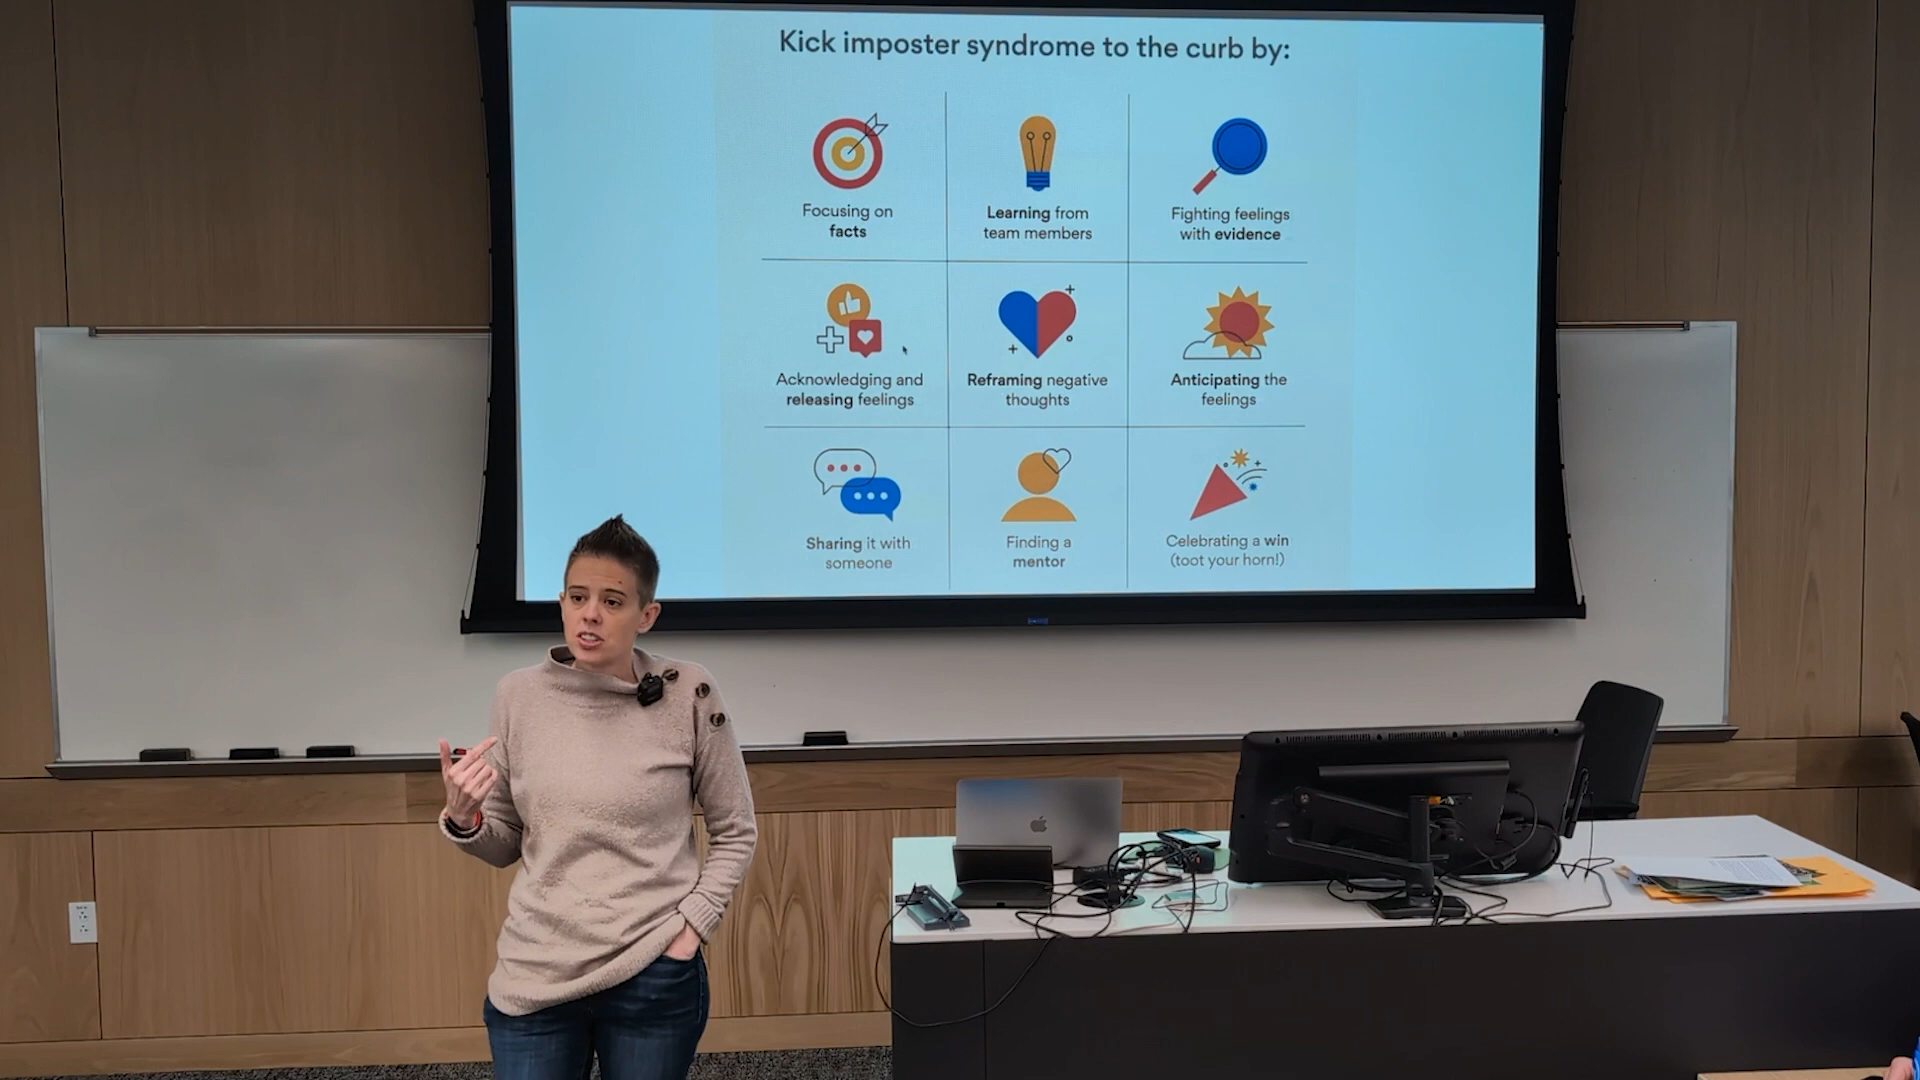 Kick imposter syndrome to the curb by:
Focusing on
facts
Learning from
team members
Fighting feelings
with evidence
Acknowledging and
releasing feelings
Reframing negative
thoughts
Anticipating the
feelings
Sharing it with
someone
Finding a
mentor
Celebrating a win
(toot your horn!)